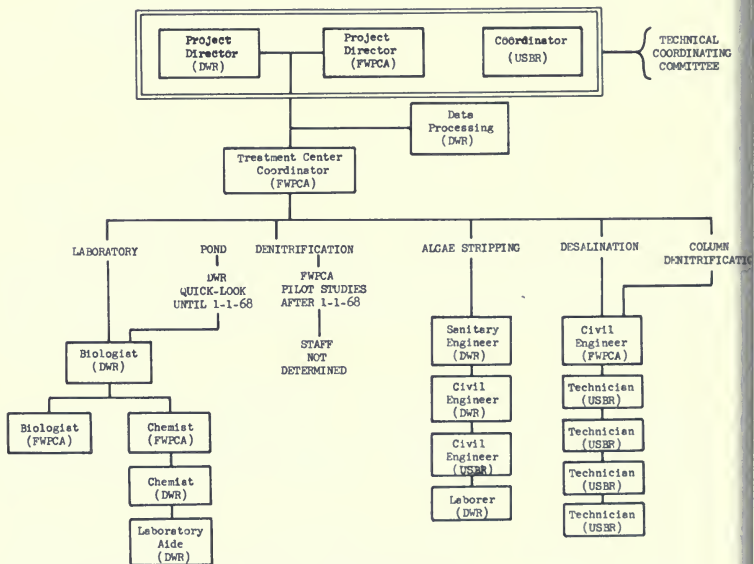 Project
Director
(DWR)
Project
Director
(FWPCA)
Coordinator
(USBR)
TECHNICAL
COORDINATING
COMMITTEE
Data
Processing
(DWR)
Treatment Center
Coordinator
(FWPCA)
LABORATORY
POND DENITRIFICATION
DWR
QUICK-LOOK
UNTIL 1-1-68
FWPCA
PILOT STUDIES
AFTER 1-1-68
STAFF
NOT
DETERMINED
ALGAE STRIPPING
DESALINATION
COLUMN
DENITRIFICATIO
Biologist
(DWR)
Biologist
(FWPCA)
Chemist
(FWPCA)
Chemist
(DWR)
Laboratory
Aide
(DWR)
Sanitary
Engineer
(DWR)
Civil
Engineer
(DWR)
Civil
Engineer
(USBR)
Laborer
(DWR)
Civil
Engineer
(FWPCA)
Technician
(USBR)
Technician
(USBR)
Technician
(USBR)
Technician
(USBR)